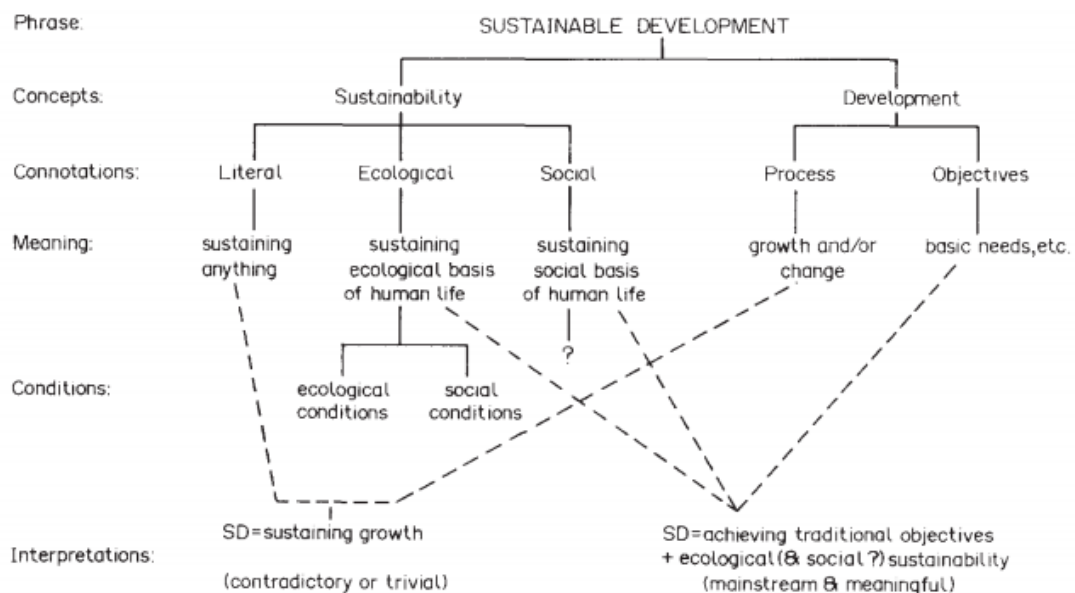 Phrase: SUSTAINABLE DEVELOPMENT
Concepts: Sustainability Development
Connotations: Literal Ecological Social Process Objectives
Meaning: sustaining sustaining sustaining growth and/or basic needs,etc.
anything ecological basis social basis change
of human life of human life
?
Conditions: ecological social
conditions conditions
SD=sustaining growth SD=achieving traditional objectives
Interpretations: + ecological(& social?) sustainability
(contradictory or trivial) (mainstream & meaningful)